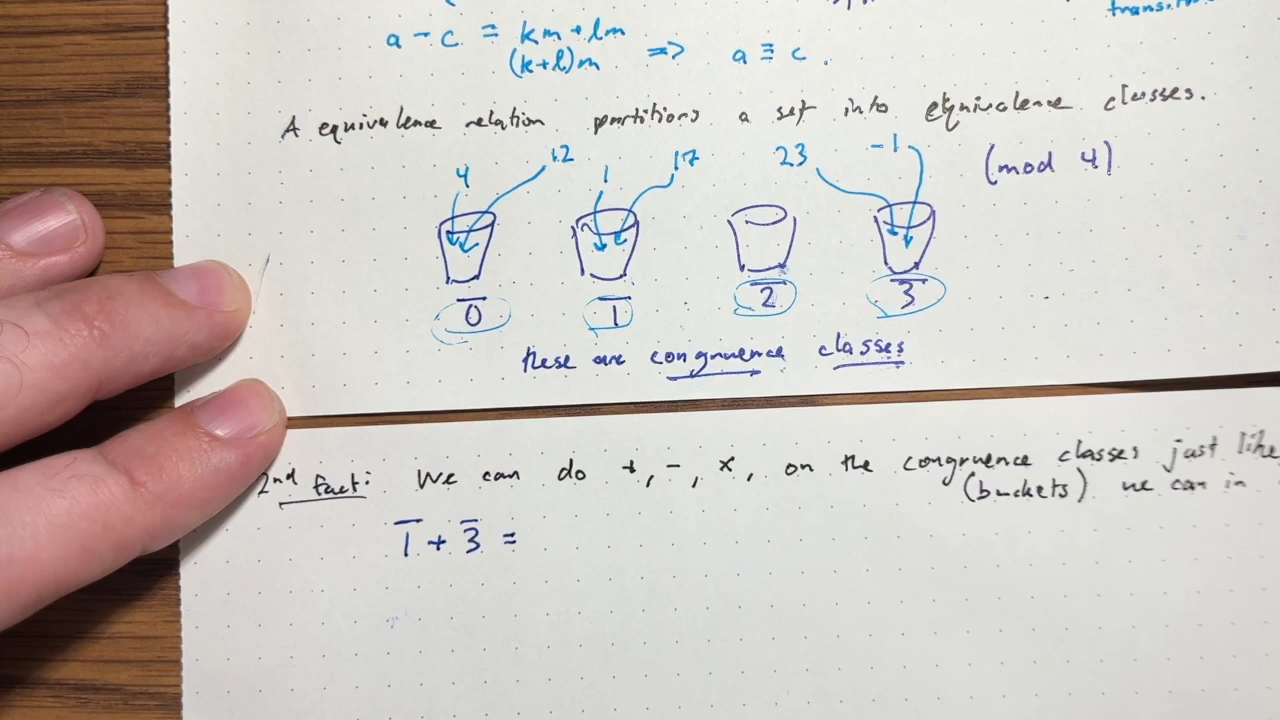 trans
a - c = km + lm
(k+l)m => a ≡ c.
A equivalence relation partitions a set into equivalence classes.
4 12 1 17 23 -1 (mod 4)
0̅ 1̅ 2̅ 3̅
these are congruence classes
2nd fact: We can do +, -, ×, on the congruence classes just like
(buckets) we can in
1̅ + 3̅ =